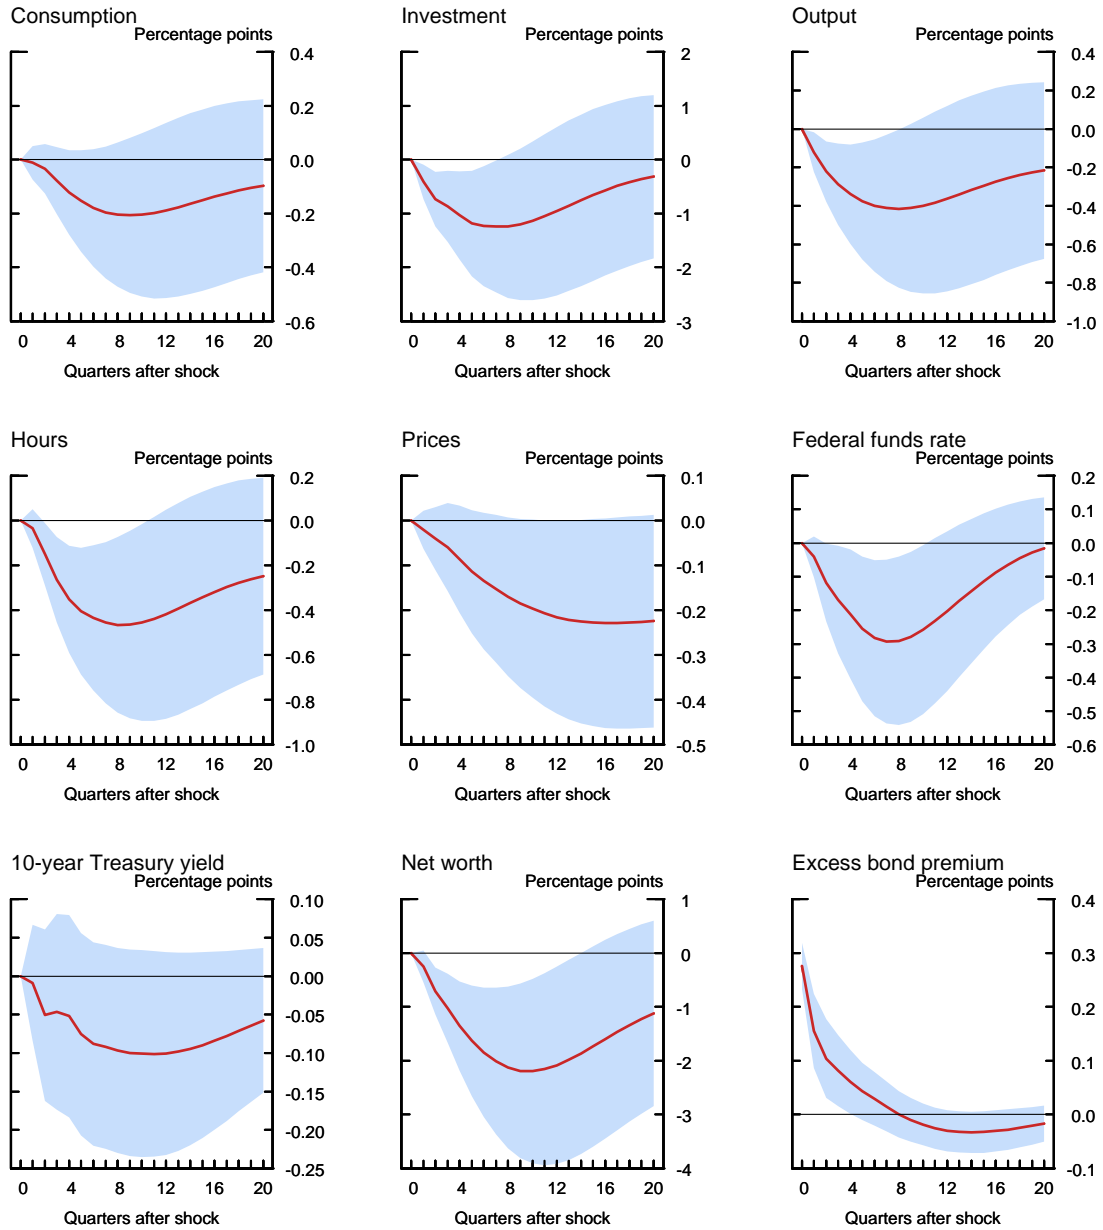 Consumption
Percentage points
0.4
0.2
0.0
-0.2
-0.4
-0.6
0 4 8 12 16 20
Quarters after shock
Investment
Percentage points
2
1
0
-1
-2
-3
0 4 8 12 16 20
Quarters after shock
Output
Percentage points
0.4
0.2
0.0
-0.2
-0.4
-0.6
-0.8
-1.0
0 4 8 12 16 20
Quarters after shock
Hours
Percentage points
0.2
0.0
-0.2
-0.4
-0.6
-0.8
-1.0
0 4 8 12 16 20
Quarters after shock
Prices
Percentage points
0.1
0.0
-0.1
-0.2
-0.3
-0.4
-0.5
0 4 8 12 16 20
Quarters after shock
Federal funds rate
Percentage points
0.2
0.1
0.0
-0.1
-0.2
-0.3
-0.4
-0.5
-0.6
0 4 8 12 16 20
Quarters after shock
10-year Treasury yield
Percentage points
0.10
0.05
0.00
-0.05
-0.10
-0.15
-0.20
-0.25
0 4 8 12 16 20
Quarters after shock
Net worth
Percentage points
1
0
-1
-2
-3
-4
0 4 8 12 16 20
Quarters after shock
Excess bond premium
Percentage points
0.4
0.3
0.2
0.1
0.0
-0.1
0 4 8 12 16 20
Quarters after shock